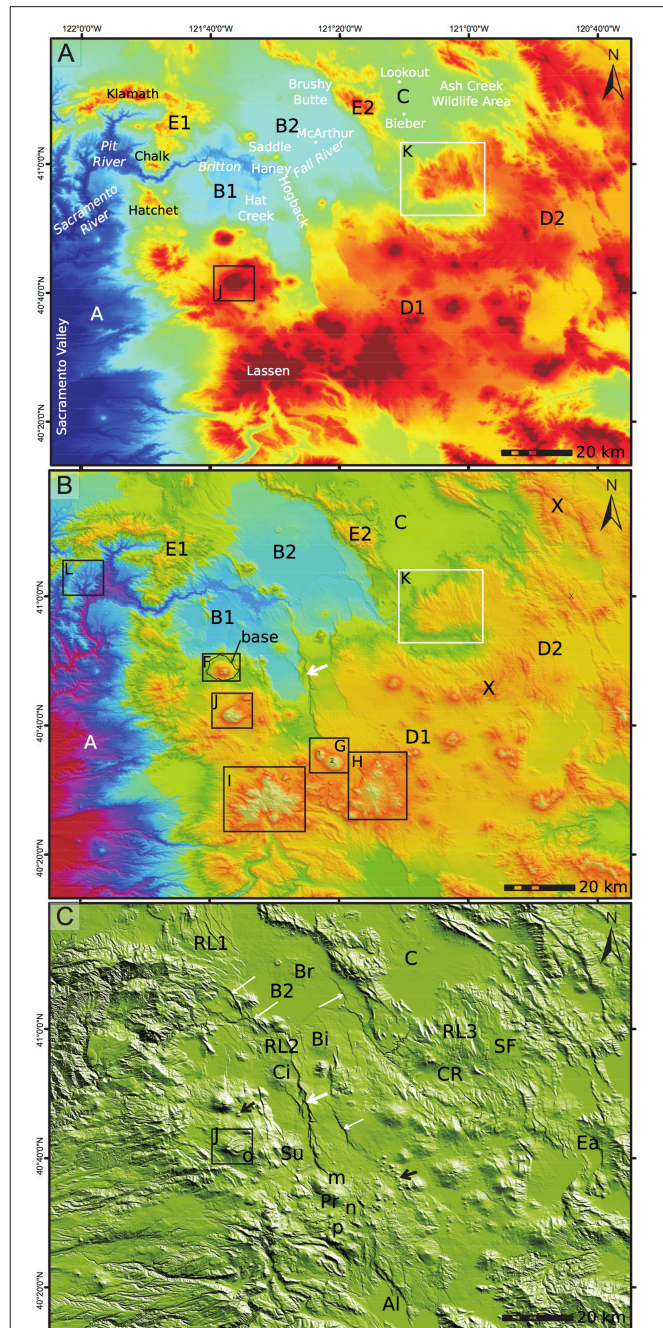 A
122°0'0"W 121°40'0"W 121°20'0"W 121°0'0"W 120°40'0"W
N
Klamath
Brushy
Butte
Lookout
E2
C
Ash Creek
Wildlife Area
E1
B2
Bieber
Pit
River
McArthur
Saddle
K
41°0'0"N
Chalk
Britton
Haney
Fall River
B1
Hogback
Sacramento
River
Hatchet
Hat
Creek
D2
40°40'0"N
J
A
D1
Sacramento Valley
Lassen
40°20'0"N
20 km
B
N
X
C
E2
E1
B2
L
K
X
41°0'0"N
B1
base
F
D2
J
X
40°40'0"N
A
D1
G
1
2
H
I
40°20'0"N
20 km
C
N
RL1
C
Br
B2
41°0'0"N
RL2
Bi
RL3
SF
Ci
CR
J
Ea
o
Su
40°40'0"N
m
Pr
n
p
40°20'0"N
Al
20 km